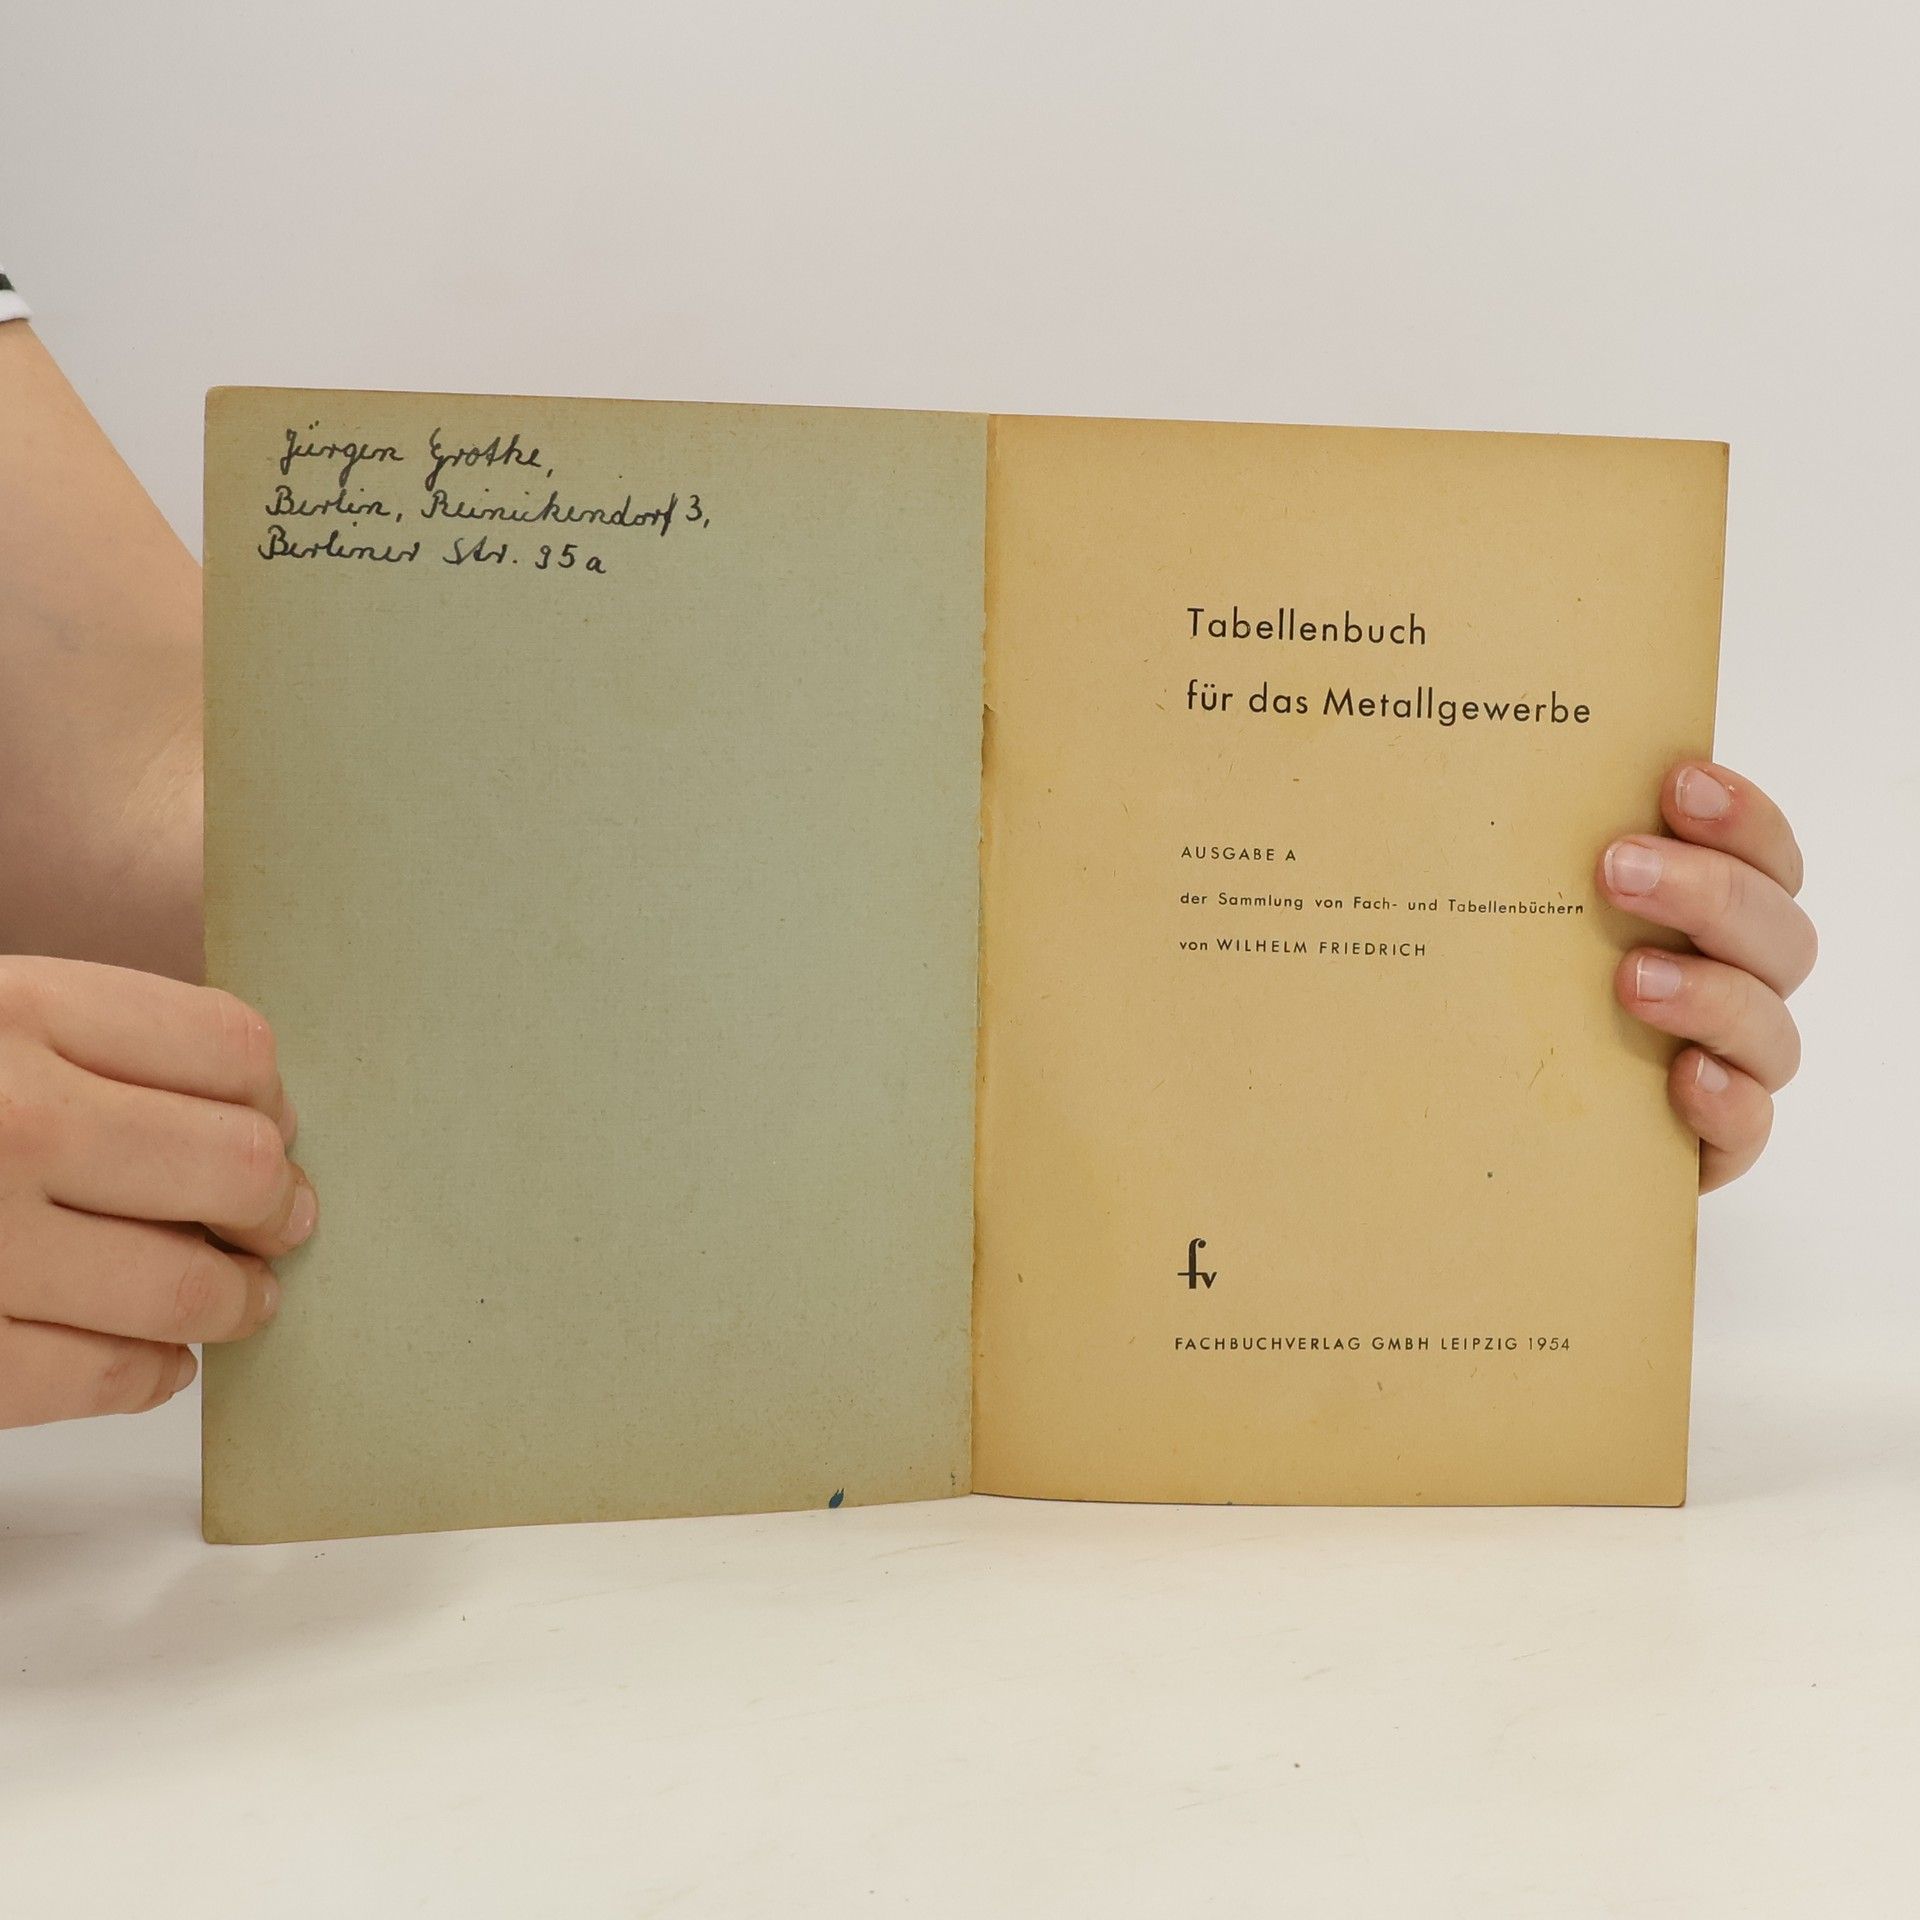 Jürgen Grothe,
Berlin, Reinickendorf 3,
Berliner Str. 95a
Tabellenbuch
für das Metallgewerbe
AUSGABE A
der Sammlung von Fach- und Tabellenbüchern
von WILHELM FRIEDRICH
fv
FACHBUCHVERLAG GMBH LEIPZIG 1954